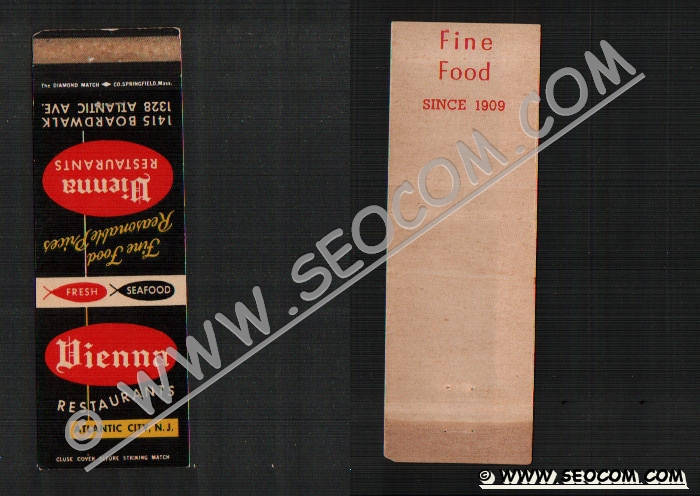 The DIAMOND MATCH CO. SPRINGFIELD, Mass.
1415 BOARDWALK
1328 ATLANTIC AVE.
Vienna
RESTAURANTS
Fine Food
Reasonable Prices
FRESH SEAFOOD
Vienna
RESTAURANTS
ATLANTIC CITY, N.J.
CLOSE COVER BEFORE STRIKING MATCH
Fine
Food
SINCE 1909
© WWW.SEOCOM.COM
© WWW.SEOCOM.COM